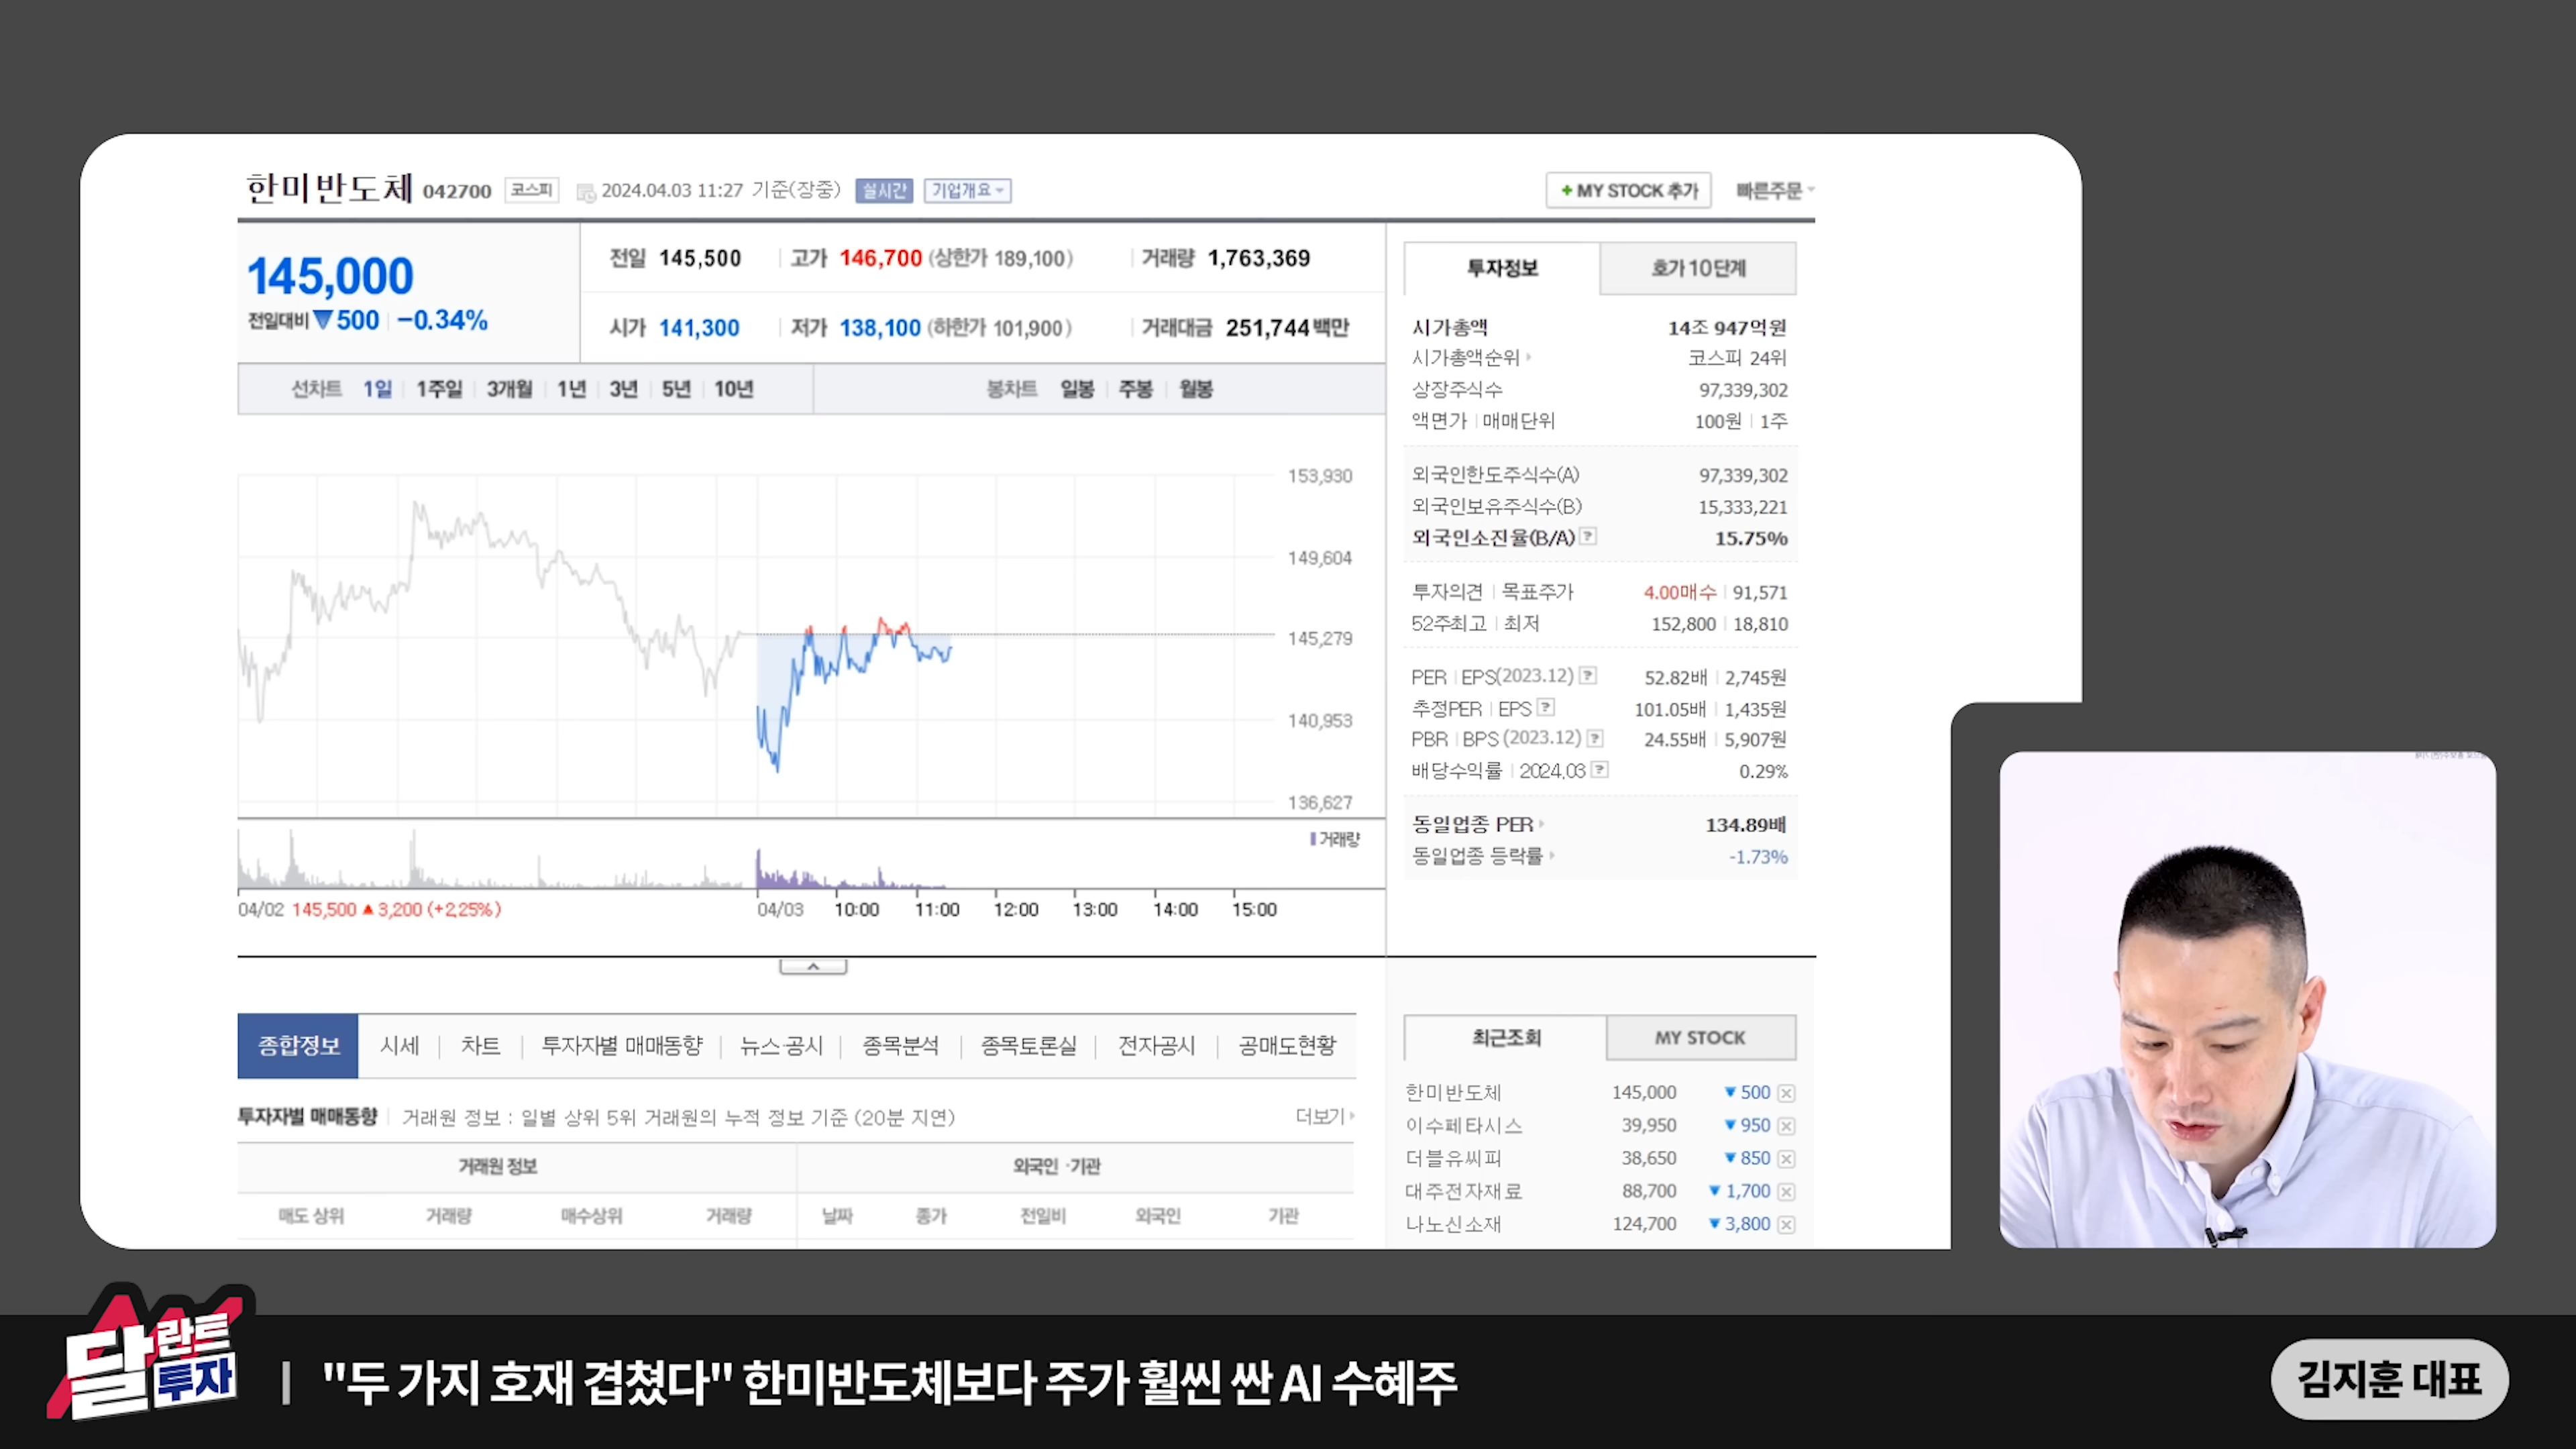 한미반도체 042700 코스피 2024.04.03 11:27 기준(장중) 실시간 기업개요
+ MY STOCK 추가 빠른주문
145,000
전일대비 ▼500 -0.34%
전일 145,500 고가 146,700 (상한가 189,100) 거래량 1,763,369
시가 141,300 저가 138,100 (하한가 101,900) 거래대금 251,744백만
선차트 1일 1주일 3개월 1년 3년 5년 10년 봉차트 일봉 주봉 월봉
153,930
149,604
145,279
140,953
136,627
거래량
04/02 145,500 ▲3,200 (+2.25%) 04/03 10:00 11:00 12:00 13:00 14:00 15:00
투자정보 호가 10단계
시가총액 14조 947억원
시가총액순위 코스피 24위
상장주식수 97,339,302
액면가 | 매매단위 100원 | 1주
외국인한도주식수(A) 97,339,302
외국인보유주식수(B) 15,333,221
외국인소진율(B/A) ? 15.75%
투자의견 | 목표주가 4.00매수 | 91,571
52주최고 | 최저 152,800 | 18,810
PER | EPS(2023.12) ? 52.82배 | 2,745원
추정PER | EPS ? 101.05배 | 1,435원
PBR | BPS (2023.12) ? 24.55배 | 5,907원
배당수익률 | 2024.03 ? 0.29%
동일업종 PER 134.89배
동일업종 등락률 -1.73%
종합정보 시세 차트 투자자별 매매동향 뉴스·공시 종목분석 종목토론실 전자공시 공매도현황
투자자별 매매동향 거래원 정보 : 일별 상위 5위 거래원의 누적 정보 기준 (20분 지연) 더보기
거래원 정보 외국인·기관
매도 상위 거래량 매수상위 거래량 날짜 종가 전일비 외국인 기관
최근조회 MY STOCK
한미반도체 145,000 ▼500
이수페타시스 39,950 ▼950
더블유씨피 38,650 ▼850
대주전자재료 88,700 ▼1,700
나노신소재 124,700 ▼3,800
달란트투자
"두 가지 호재 겹쳤다" 한미반도체보다 주가 훨씬 싼 AI 수혜주
김지훈 대표